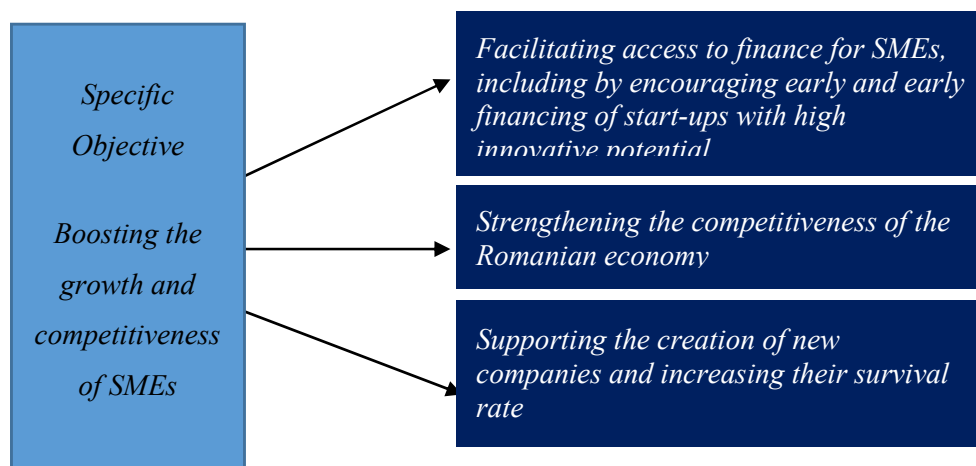 Specific
Objective
Boosting the
growth and
competitiveness
of SMEs
Facilitating access to finance for SMEs,
including by encouraging early and early
financing of start-ups with high
innovative potential
Strengthening the competitiveness of the
Romanian economy
Supporting the creation of new
companies and increasing their survival
rate